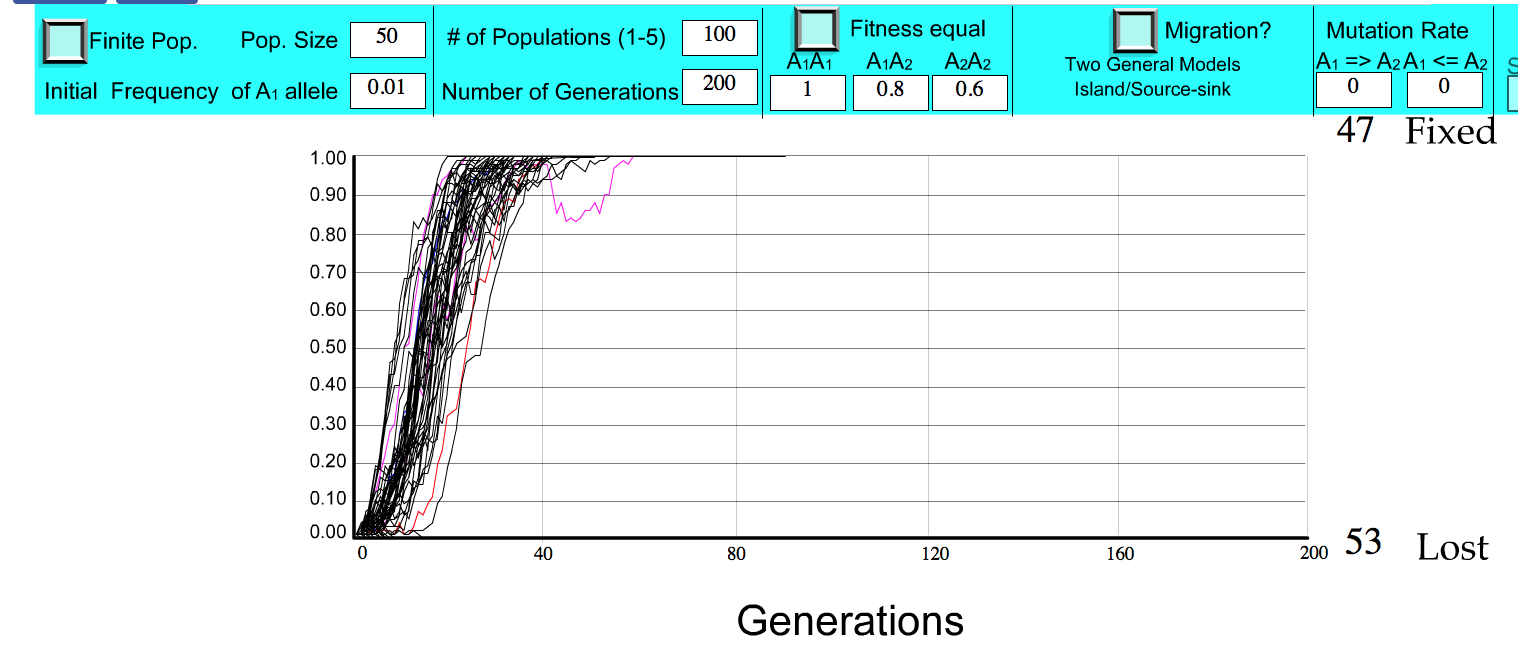 Finite Pop. Pop. Size 50
Initial Frequency of A1 allele 0.01
# of Populations (1-5) 100
Number of Generations 200
Fitness equal
A1A1 A1A2 A2A2
1 0.8 0.6
Migration?
Two General Models
Island/Source-sink
Mutation Rate
A1 => A2 A1 <= A2
0 0
47 Fixed
1.00
0.90
0.80
0.70
0.60
0.50
0.40
0.30
0.20
0.10
0.00
0 40 80 120 160 200
53 Lost
Generations